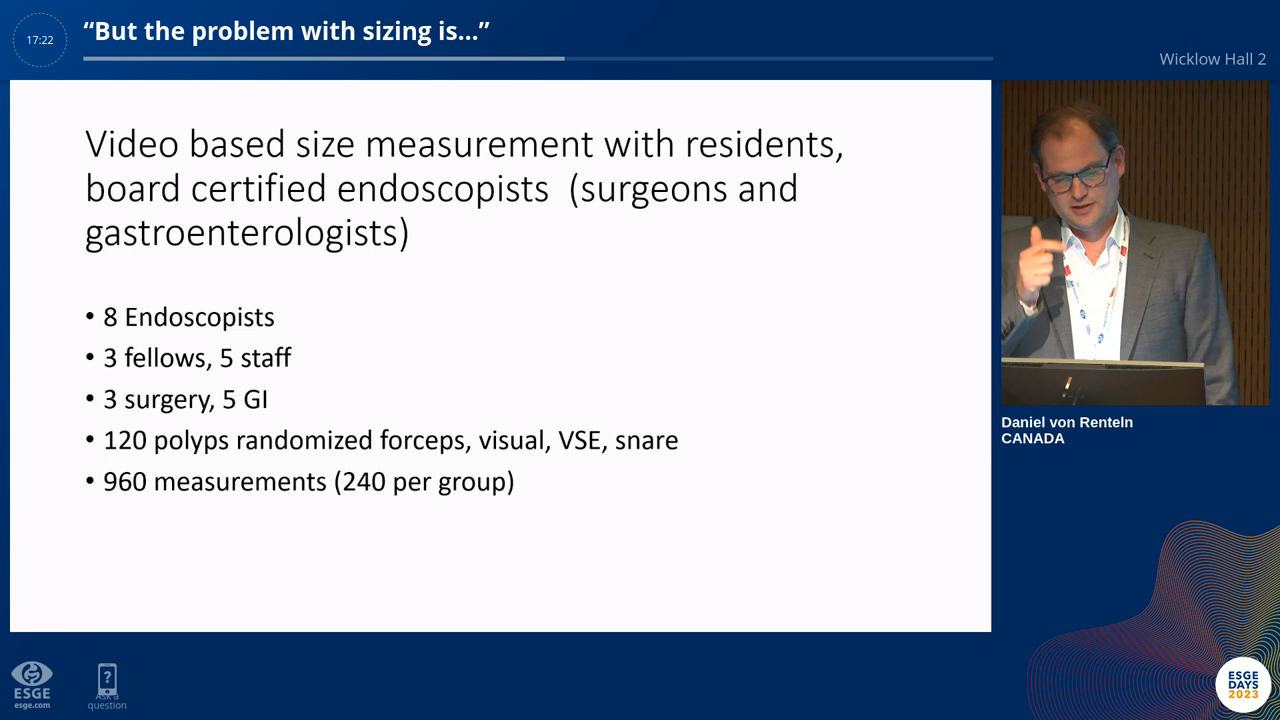 17:22
“But the problem with sizing is...”
Wicklow Hall 2
Video based size measurement with residents,
board certified endoscopists (surgeons and
gastroenterologists)
• 8 Endoscopists
• 3 fellows, 5 staff
• 3 surgery, 5 GI
• 120 polyps randomized forceps, visual, VSE, snare
• 960 measurements (240 per group)
Daniel von Renteln
CANADA
ESGE
esge.com
?
Ask a
question
ESGE
DAYS
2023